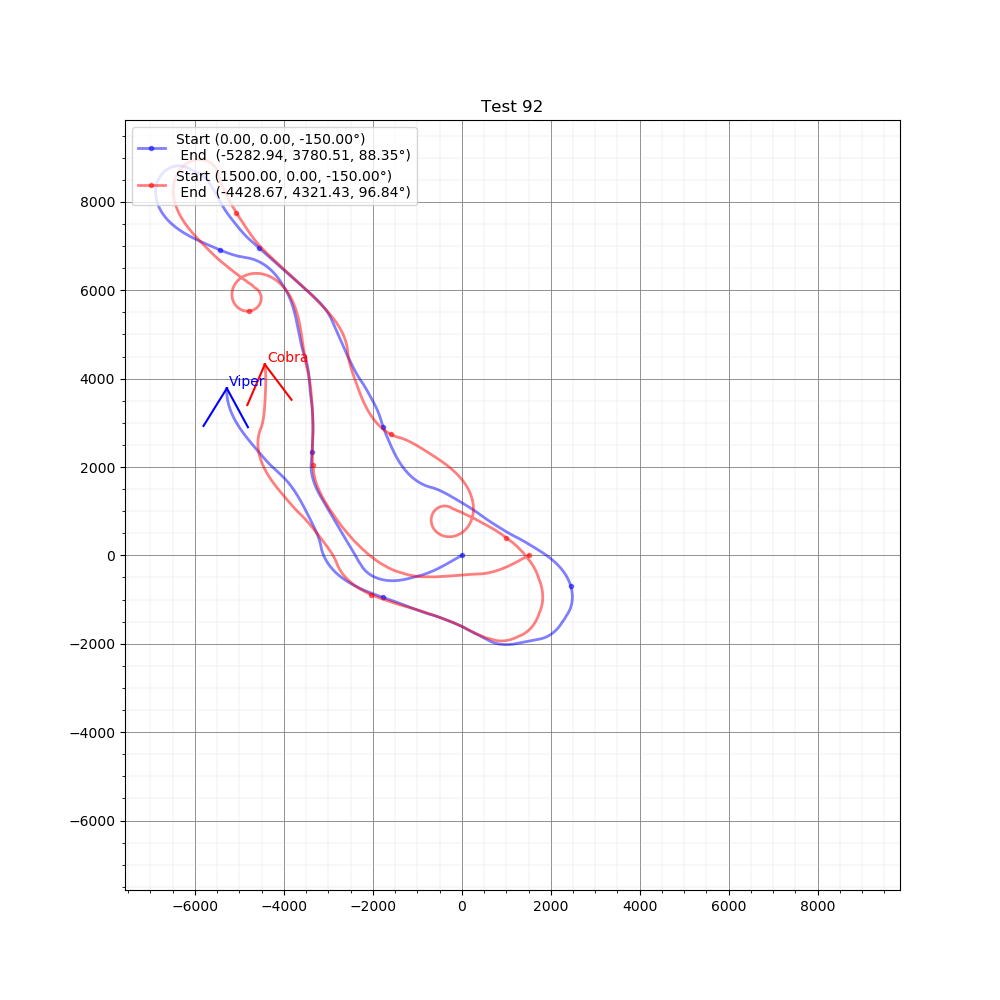 Test 92
Start (0.00, 0.00, -150.00°)
End (-5282.94, 3780.51, 88.35°)
Start (1500.00, 0.00, -150.00°)
End (-4428.67, 4321.43, 96.84°)
8000
6000
4000
2000
0
−2000
−4000
−6000
Cobra
Viper
−6000 −4000 −2000 0 2000 4000 6000 8000